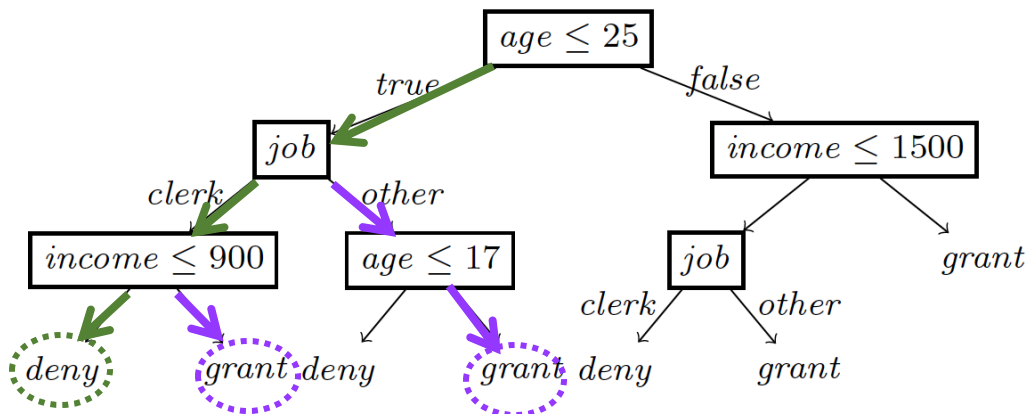 age ≤ 25
true
false
job
income ≤ 1500
clerk
other
income ≤ 900
age ≤ 17
job
grant
clerk
other
deny
grant
deny
grant
deny
grant